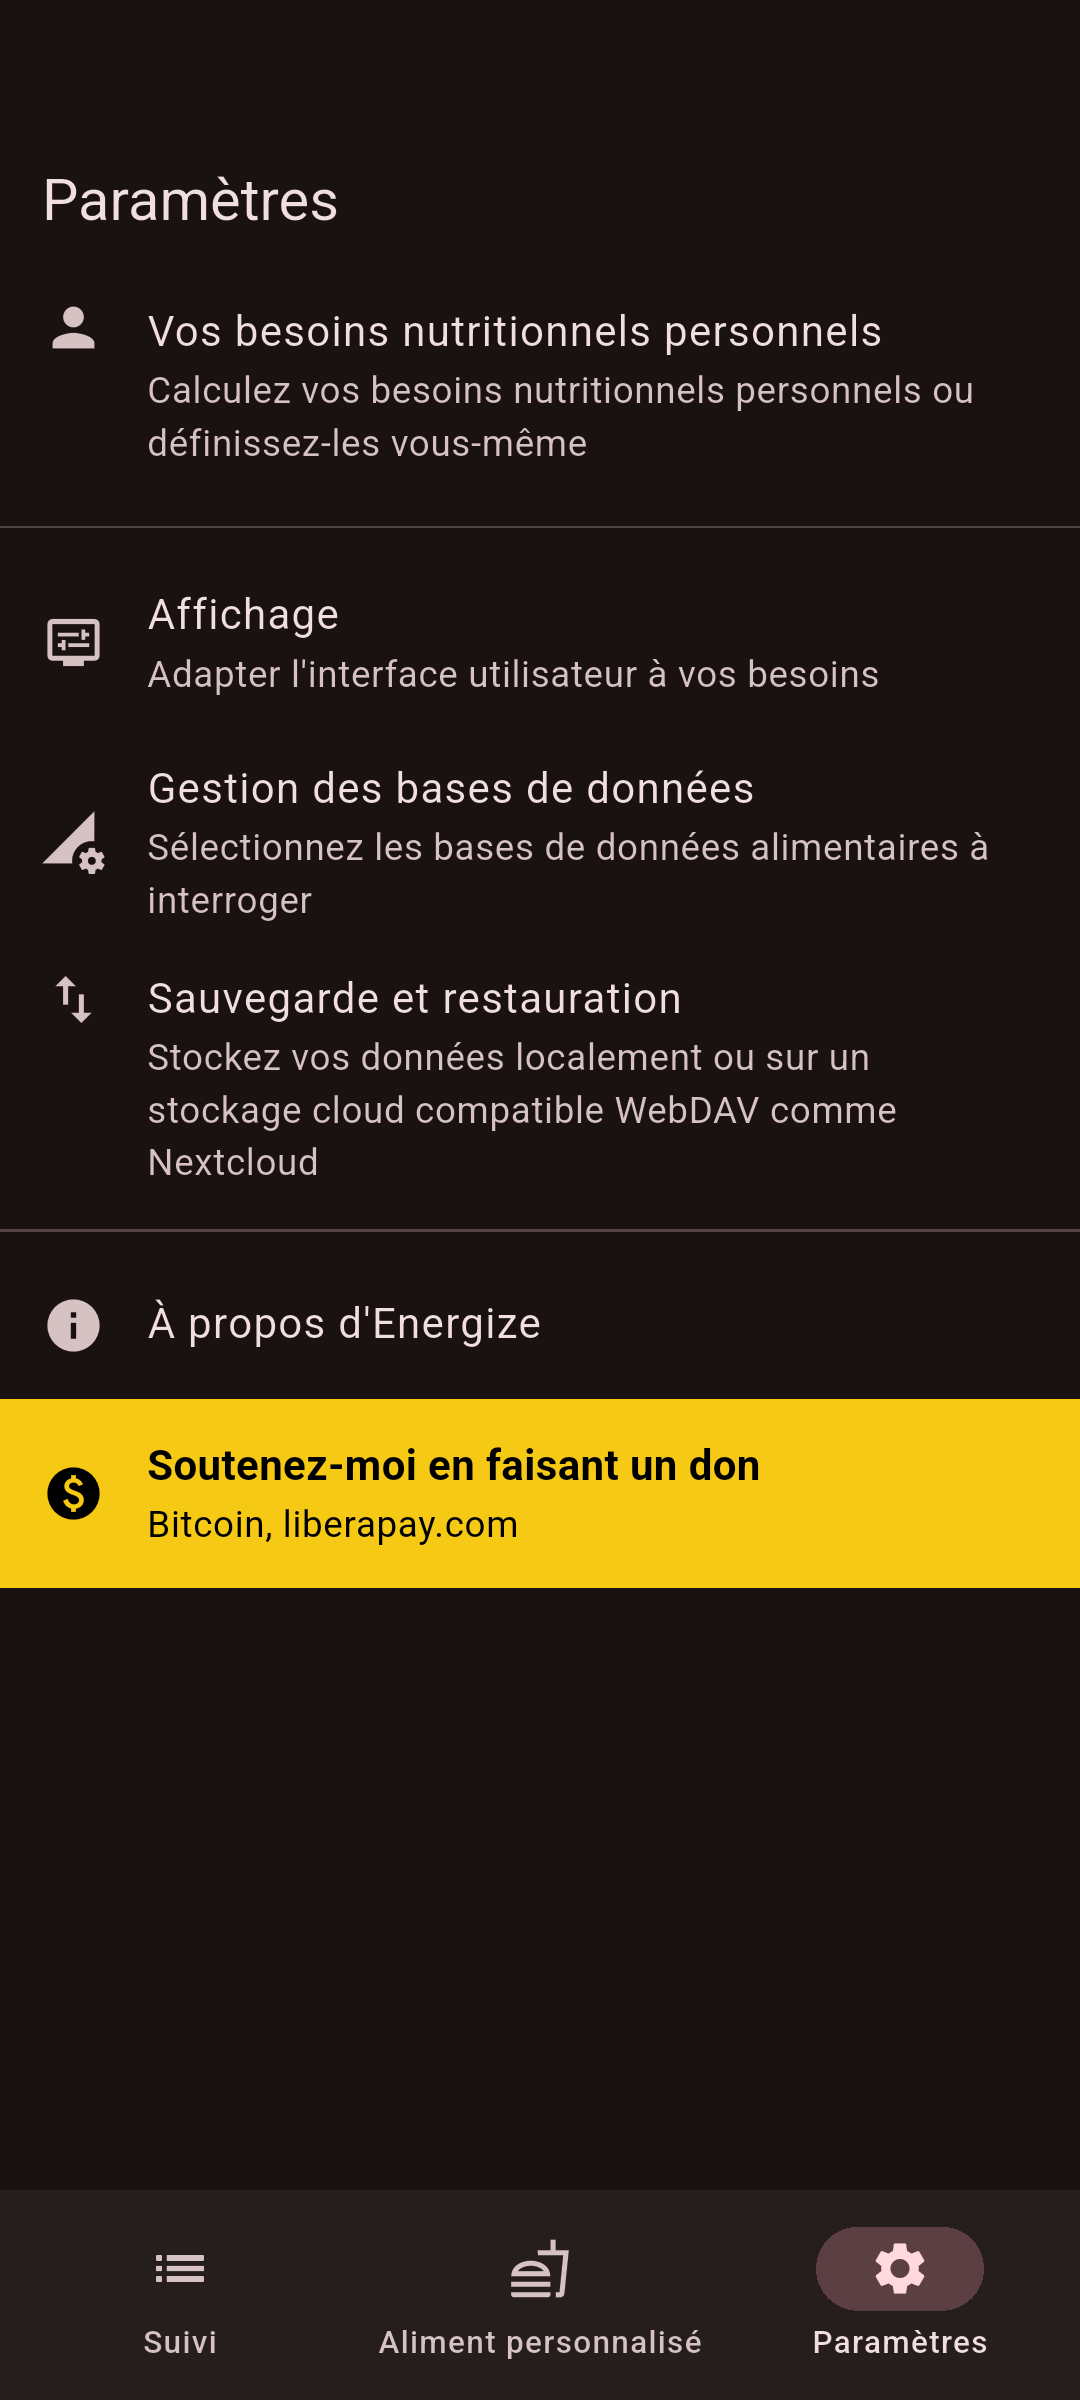 Paramètres
Vos besoins nutritionnels personnels
Calculez vos besoins nutritionnels personnels ou
définissez-les vous-même
Affichage
Adapter l'interface utilisateur à vos besoins
Gestion des bases de données
Sélectionnez les bases de données alimentaires à
interroger
Sauvegarde et restauration
Stockez vos données localement ou sur un
stockage cloud compatible WebDAV comme
Nextcloud
À propos d'Energize
Soutenez-moi en faisant un don
Bitcoin, liberapay.com
Suivi
Aliment personnalisé
Paramètres